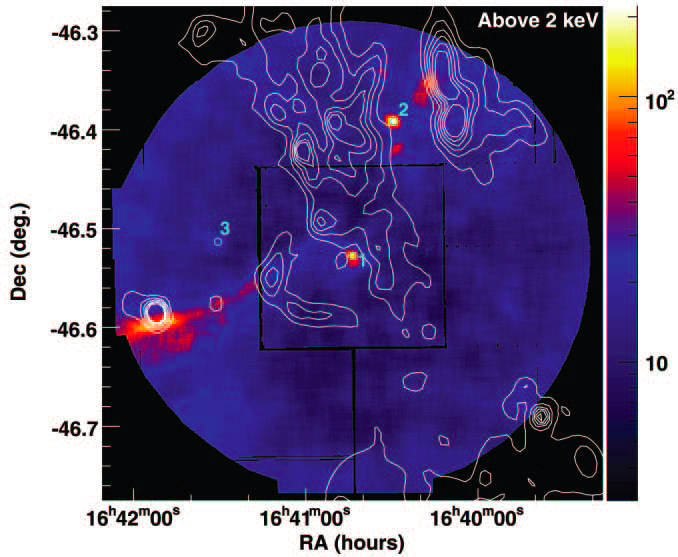 Above 2 keV
-46.3
-46.4
-46.5
-46.6
-46.7
Dec (deg.)
2
3
1
10²
10
16ʰ42ᵐ00ˢ
16ʰ41ᵐ00ˢ
16ʰ40ᵐ00ˢ
RA (hours)